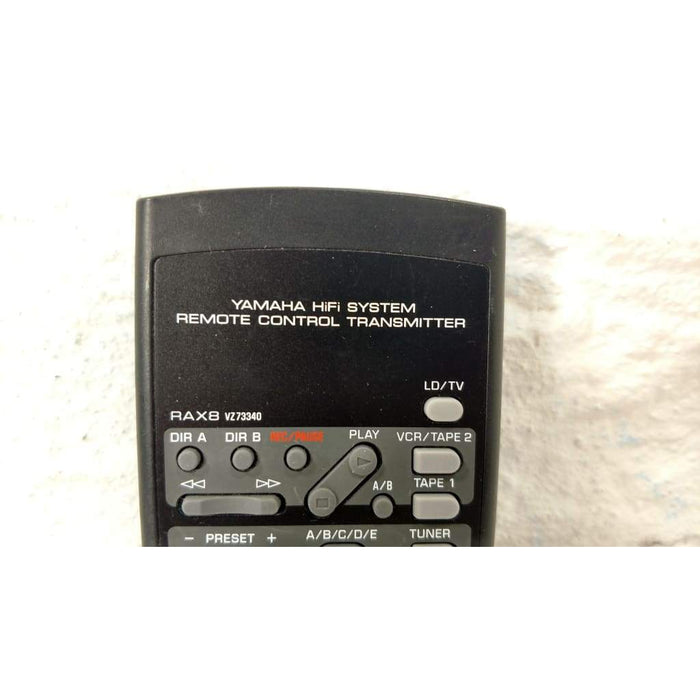 YAMAHA HiFi SYSTEM
REMOTE CONTROL TRANSMITTER
LD/TV
RAX8 VZ73340
DIR A DIR B REC/PAUSE PLAY VCR/TAPE 2
A/B TAPE 1
− PRESET + A/B/C/D/E TUNER